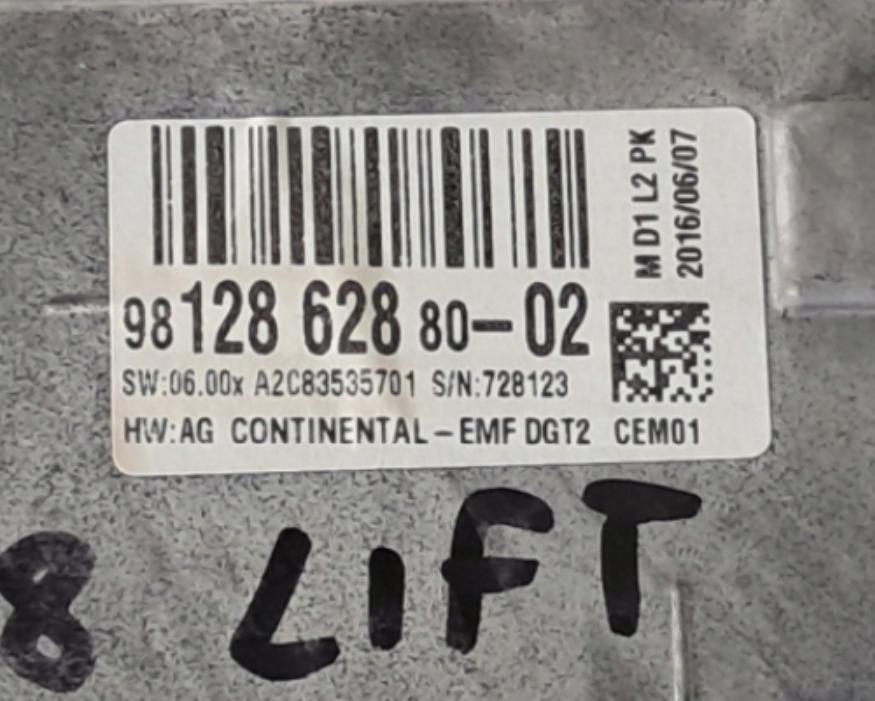 98 128 628 80-02
SW:06.00x A2C83535701 S/N:728123
HW:AG CONTINENTAL-EMF DGT2 CEM01
M D1 L2 PK
2016/06/07
8 LIFT